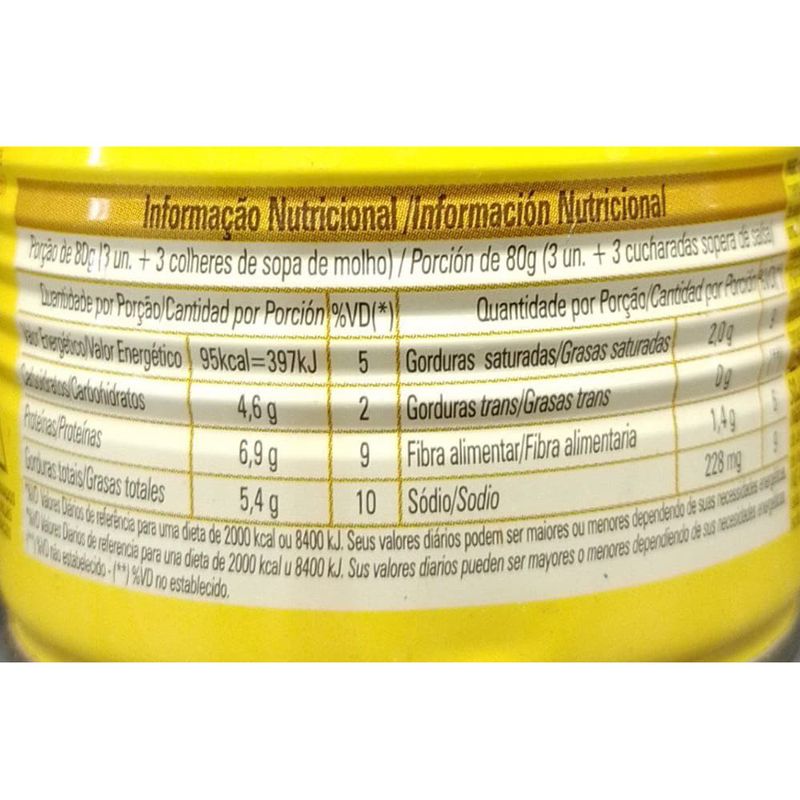 Informação Nutricional /Información Nutricional
Porção de 80g (3 un. + 3 colheres de sopa de molho) / Porción de 80g (3 un. + 3 cucharadas sopera de salsa)
Quantidade por Porção/Cantidad por Porción %VD(*) Quantidade por Porção/Cantidad por Porción
Valor Energético/Valor Energético 95kcal=397kJ 5 Gorduras saturadas/Grasas saturadas 2,0g
Carboidratos/Carbohidratos 4,6 g 2 Gorduras trans/Grasas trans 0g
Proteínas/Proteínas 6,9 g 9 Fibra alimentar/Fibra alimentaria 1,4g
Gorduras totais/Grasas totales 5,4 g 10 Sódio/Sodio 228 mg
*%VD Valores Diários de referência para uma dieta de 2000 kcal ou 8400 kJ. Seus valores diários podem ser maiores ou menores dependendo de suas necessidades energéticas.
*%VD Valores Diarios de referencia para una dieta de 2000 kcal u 8400 kJ. Sus valores diarios pueden ser mayores o menores dependiendo de sus necesidades energéticas.
(**) %VD não estabelecido - (**) %VD no establecido.